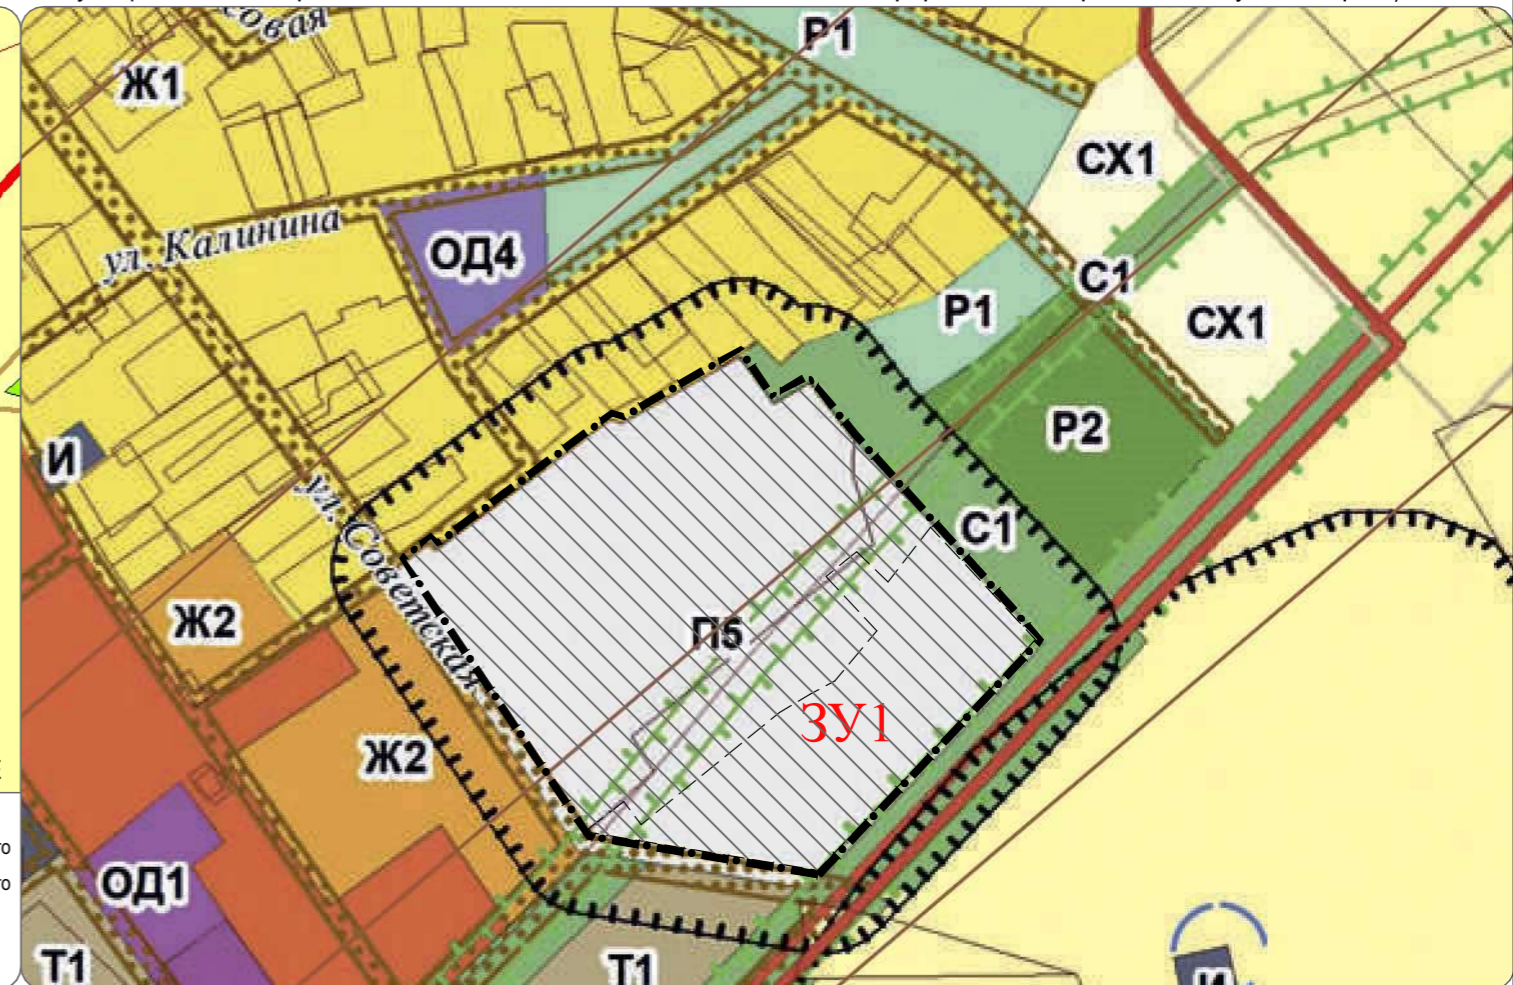 Р1
Ж1
СХ1
ул. Калинина
ОД4
С1
Р1
СХ1
Р2
И
ул. Советская
С1
Ж2
П5
ЗУ1
Ж2
ОД1
Т1
Т1
И